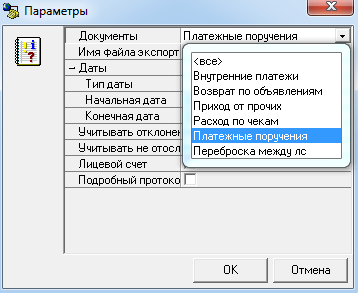 Параметры
Документы Платежные поручения
Имя файла экспорт
Даты
Тип даты
Начальная дата
Конечная дата
Учитывать отклонен
Учитывать не отосл
Лицевой счет
Подробный протоко
<все>
Внутренние платежи
Возврат по объявлениям
Приход от прочих
Расход по чекам
Платежные поручения
Переброска между лс
OK Отмена